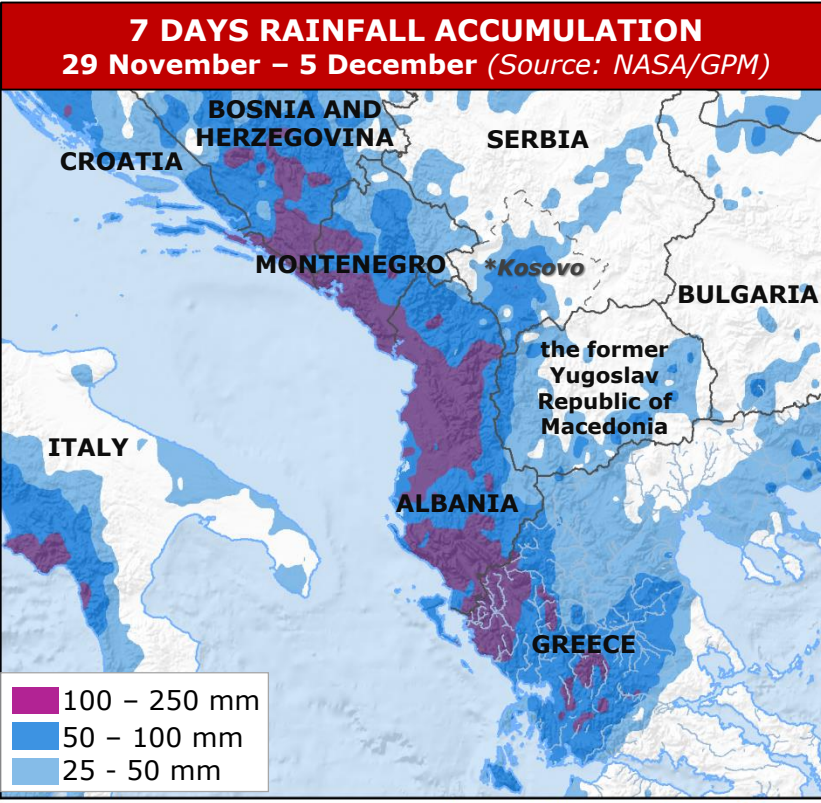 7 DAYS RAINFALL ACCUMULATION
29 November – 5 December (Source: NASA/GPM)
BOSNIA AND
HERZEGOVINA
SERBIA
CROATIA
MONTENEGRO
*Kosovo
BULGARIA
the former
Yugoslav
Republic of
Macedonia
ITALY
ALBANIA
GREECE
100 – 250 mm
50 – 100 mm
25 - 50 mm